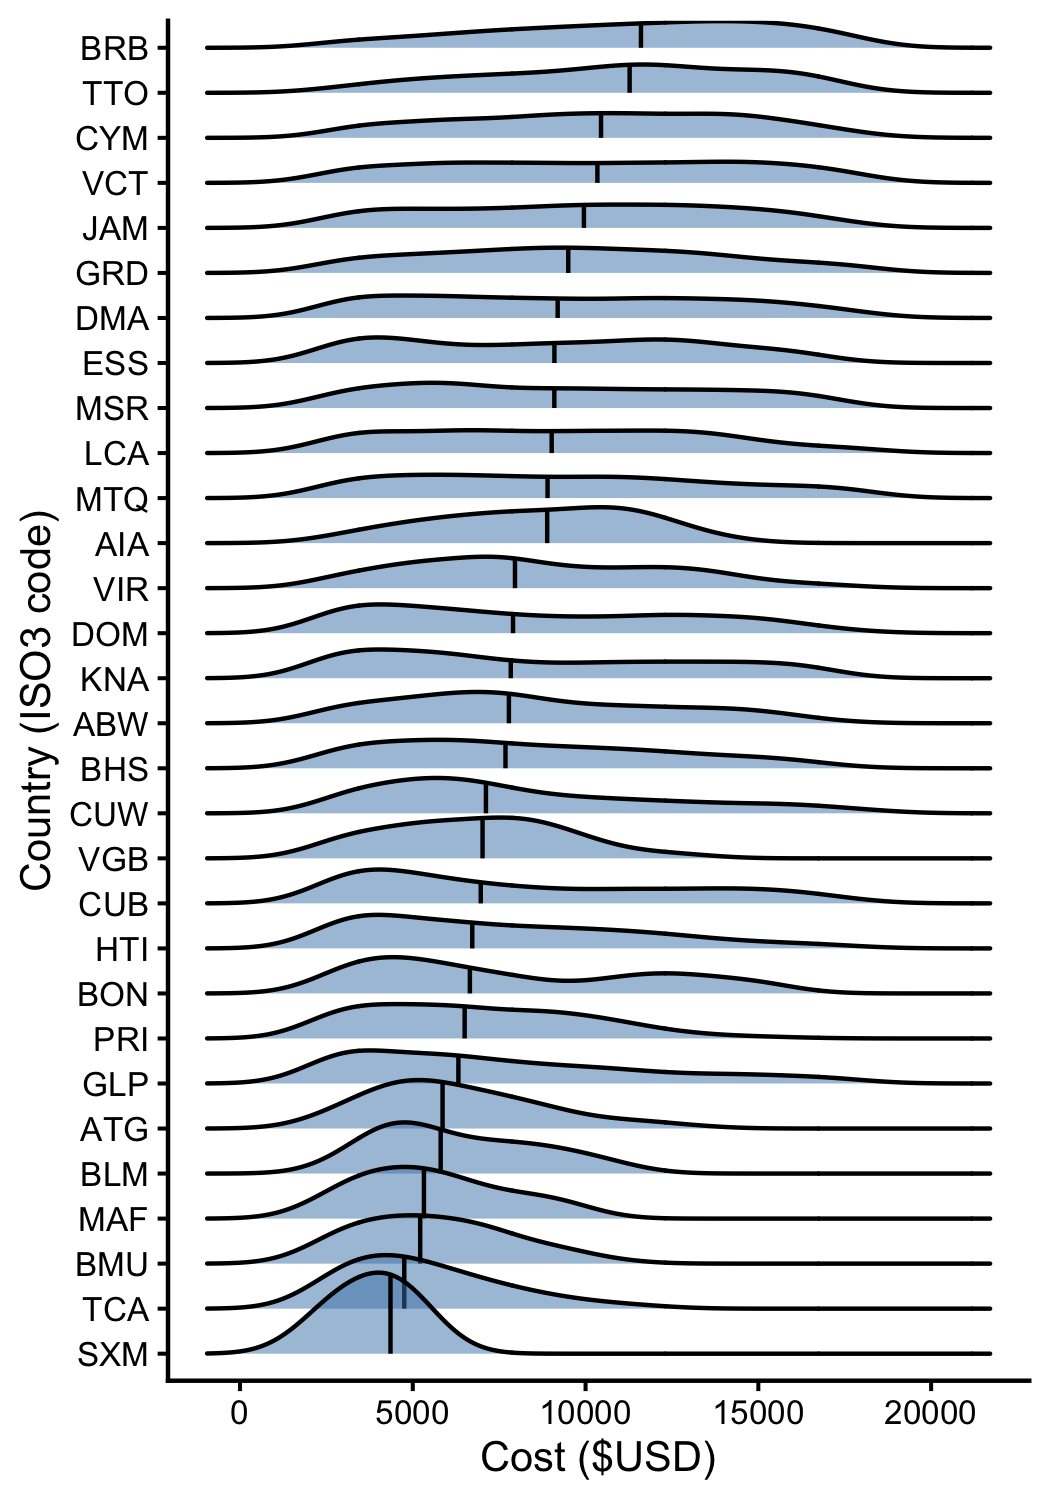 BRB
TTO
CYM
VCT
JAM
GRD
DMA
ESS
MSR
LCA
MTQ
AIA
VIR
DOM
KNA
ABW
BHS
CUW
VGB
CUB
HTI
BON
PRI
GLP
ATG
BLM
MAF
BMU
TCA
SXM
Country (ISO3 code)
0 5000 10000 15000 20000
Cost ($USD)